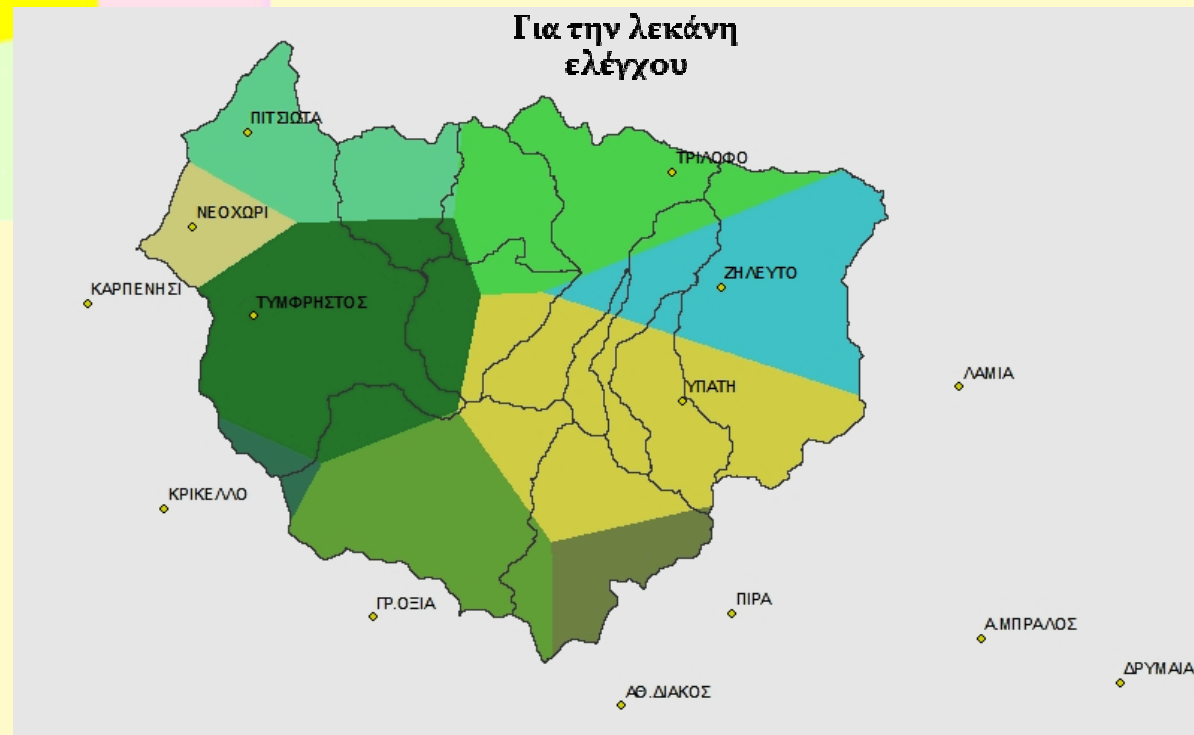 Για την λεκάνη
ελέγχου
ΠΙΤΣΙΩΤΑ
ΤΡΙΛΟΦΟ
ΝΕΟΧΩΡΙ
ΖΗΛΕΥΤΟ
ΚΑΡΠΕΝΗΣΙ
ΤΥΜΦΡΗΣΤΟΣ
ΛΑΜΙΑ
ΥΠΑΤΗ
ΚΡΙΚΕΛΛΟ
ΓΡ.ΟΞΙΑ
ΠΙΡΑ
Α.ΜΠΡΑΛΟΣ
ΔΡΥΜΑΙΑ
ΑΘ.ΔΙΑΚΟΣ